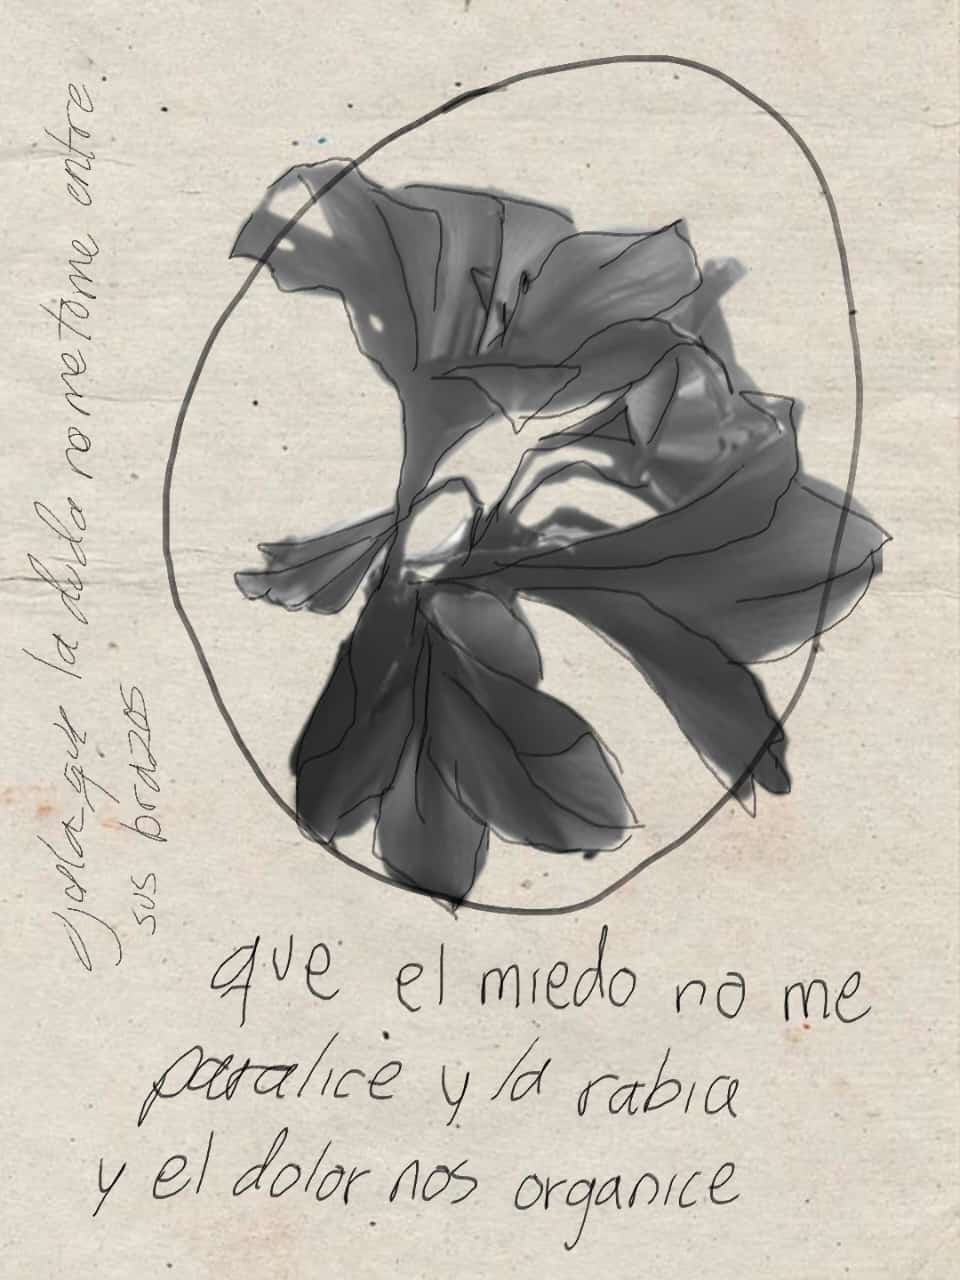 Ojala que la duda no me tome entre
sus brazos
que el miedo no me
paralice y la rabia
y el dolor nos organice